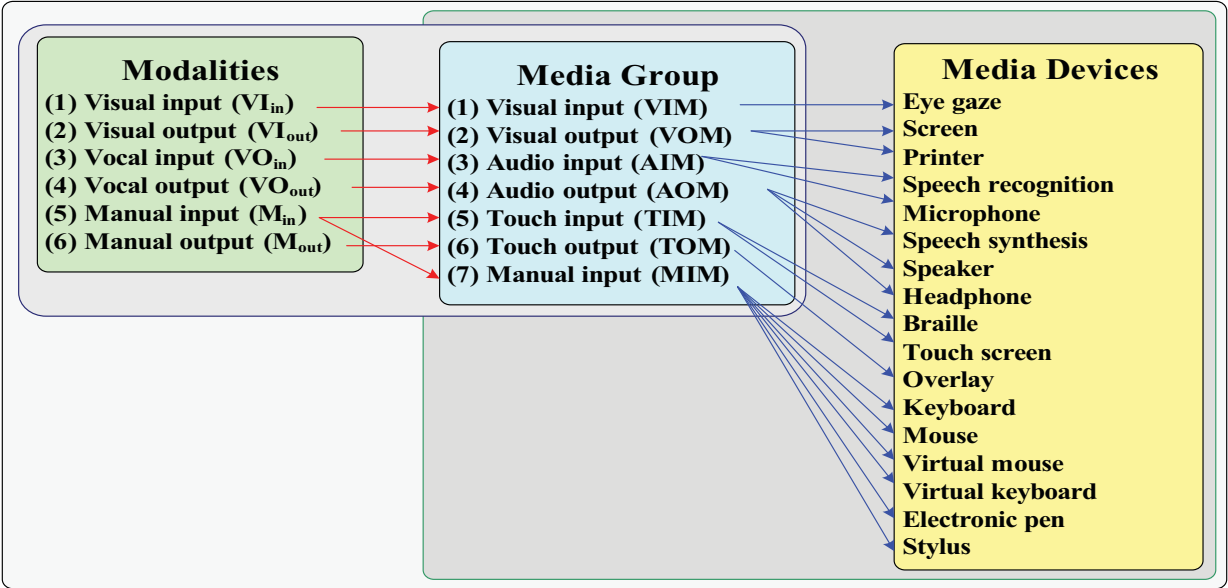 Modalities
(1) Visual input (VIin)
(2) Visual output (VIout)
(3) Vocal input (VOin)
(4) Vocal output (VOout)
(5) Manual input (Min)
(6) Manual output (Mout)
Media Group
(1) Visual input (VIM)
(2) Visual output (VOM)
(3) Audio input (AIM)
(4) Audio output (AOM)
(5) Touch input (TIM)
(6) Touch output (TOM)
(7) Manual input (MIM)
Media Devices
Eye gaze
Screen
Printer
Speech recognition
Microphone
Speech synthesis
Speaker
Headphone
Braille
Touch screen
Overlay
Keyboard
Mouse
Virtual mouse
Virtual keyboard
Electronic pen
Stylus